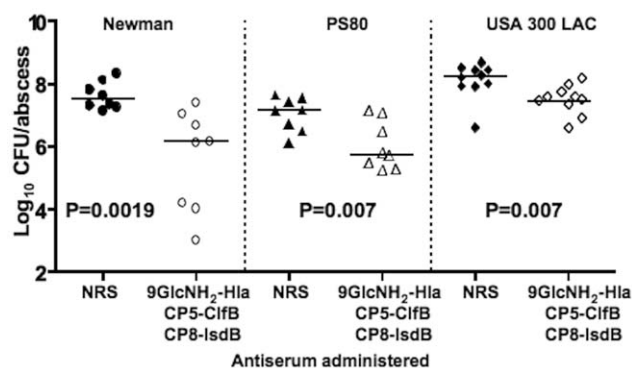 Newman PS80 USA 300 LAC
Log₁₀ CFU/abscess
10
8
6
4
2
P=0.0019 P=0.007 P=0.007
NRS 9GlcNH₂-Hla NRS 9GlcNH₂-Hla NRS 9GlcNH₂-Hla
CP5-ClfB CP5-ClfB CP5-ClfB
CP8-IsdB CP8-IsdB CP8-IsdB
Antiserum administered